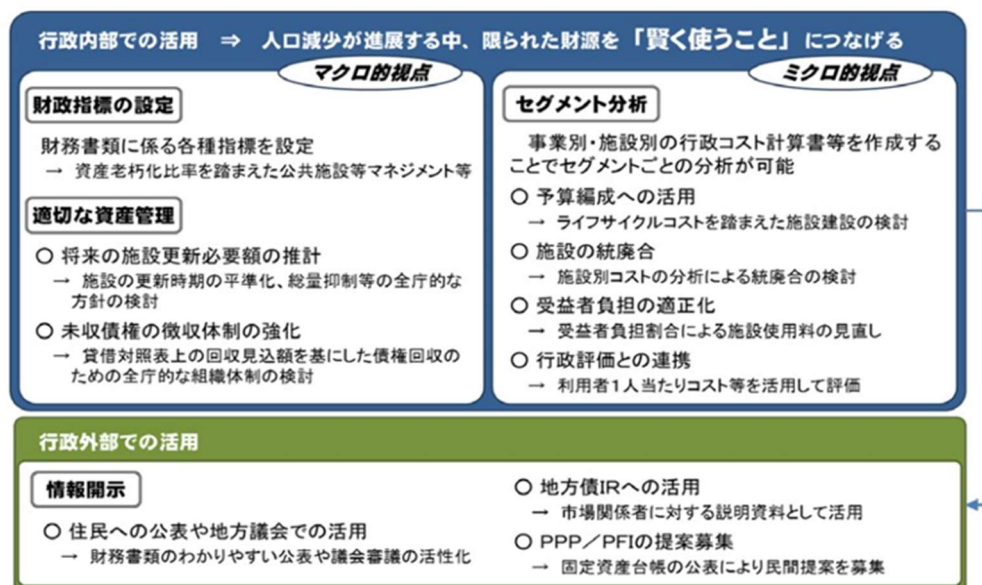 行政内部での活用 ⇒ 人口減少が進展する中、限られた財源を「賢く使うこと」につなげる
マクロ的視点
財政指標の設定
財務書類に係る各種指標を設定
→ 資産老朽化比率を踏まえた公共施設等マネジメント等
適切な資産管理
○ 将来の施設更新必要額の推計
→ 施設の更新時期の平準化、総量抑制等の全庁的な
方針の検討
○ 未収債権の徴収体制の強化
→ 貸借対照表上の回収見込額を基にした債権回収の
ための全庁的な組織体制の検討
ミクロ的視点
セグメント分析
事業別・施設別の行政コスト計算書等を作成する
ことでセグメントごとの分析が可能
○ 予算編成への活用
→ ライフサイクルコストを踏まえた施設建設の検討
○ 施設の統廃合
→ 施設別コストの分析による統廃合の検討
○ 受益者負担の適正化
→ 受益者負担割合による施設使用料の見直し
○ 行政評価との連携
→ 利用者1人当たりコスト等を活用して評価
行政外部での活用
情報開示
○ 住民への公表や地方議会での活用
→ 財務書類のわかりやすい公表や議会審議の活性化
○ 地方債IRへの活用
→ 市場関係者に対する説明資料として活用
○ PPP/PFIの提案募集
→ 固定資産台帳の公表により民間提案を募集